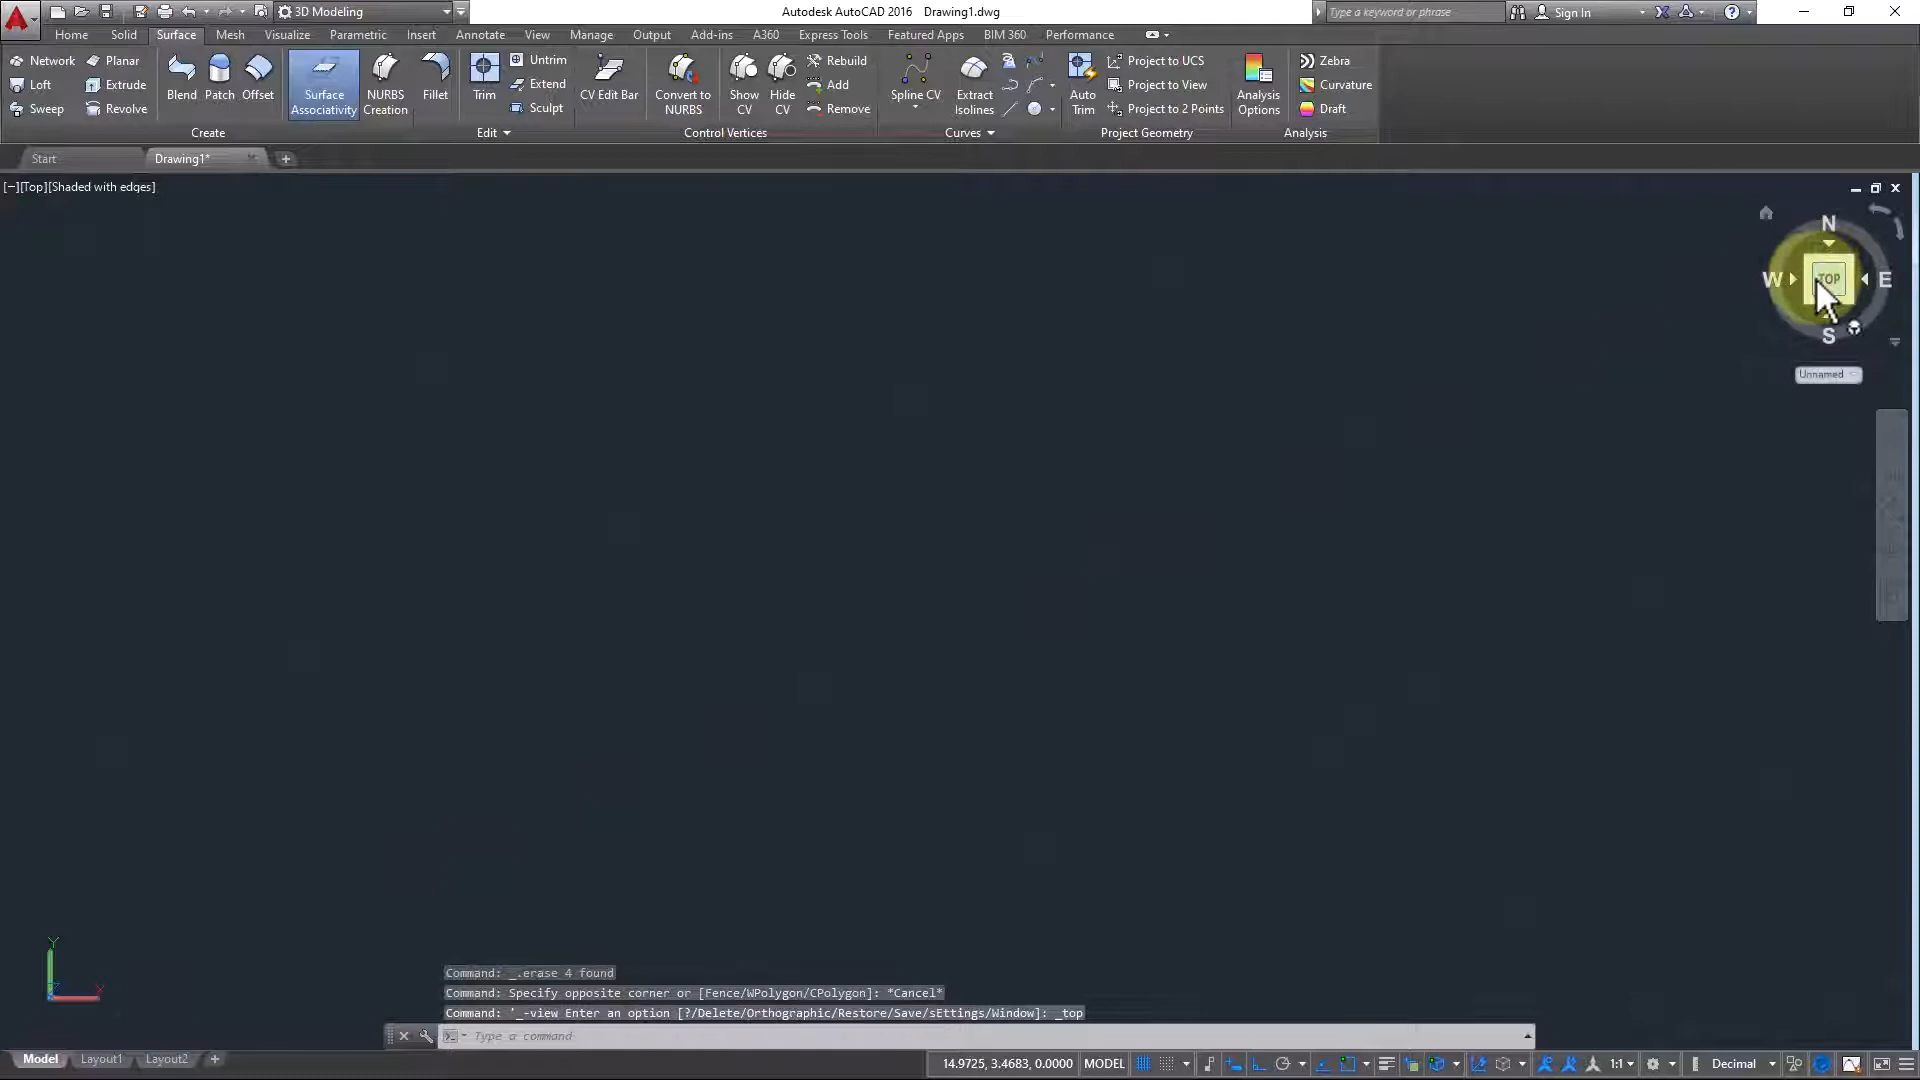 3D Modeling
Autodesk AutoCAD 2016 Drawing1.dwg
Type a keyword or phrase
Sign In
Home Solid Surface Mesh Visualize Parametric Insert Annotate View Manage Output Add-ins A360 Express Tools Featured Apps BIM 360 Performance
Network Planar
Loft Extrude
Sweep Revolve
Blend Patch Offset
Surface Associativity
NURBS Creation
Fillet
Trim
Untrim
Extend
Sculpt
CV Edit Bar
Convert to NURBS
Show CV
Hide CV
Rebuild
Add
Remove
Spline CV
Extract Isolines
Auto Trim
Project to UCS
Project to View
Project to 2 Points
Analysis Options
Zebra
Curvature
Draft
Create Edit Control Vertices Curves Project Geometry Analysis
Start Drawing1*
[−][Top][Shaded with edges]
N
W TOP E
S
Unnamed
Y
X
Command: _.erase 4 found
Command: Specify opposite corner or [Fence/WPolygon/CPolygon]: *Cancel*
Command: '_-view Enter an option [?/Delete/Orthographic/Restore/Save/sEttings/Window]: _top
Type a command
Model Layout1 Layout2
14.9725, 3.4683, 0.0000 MODEL 1:1 Decimal